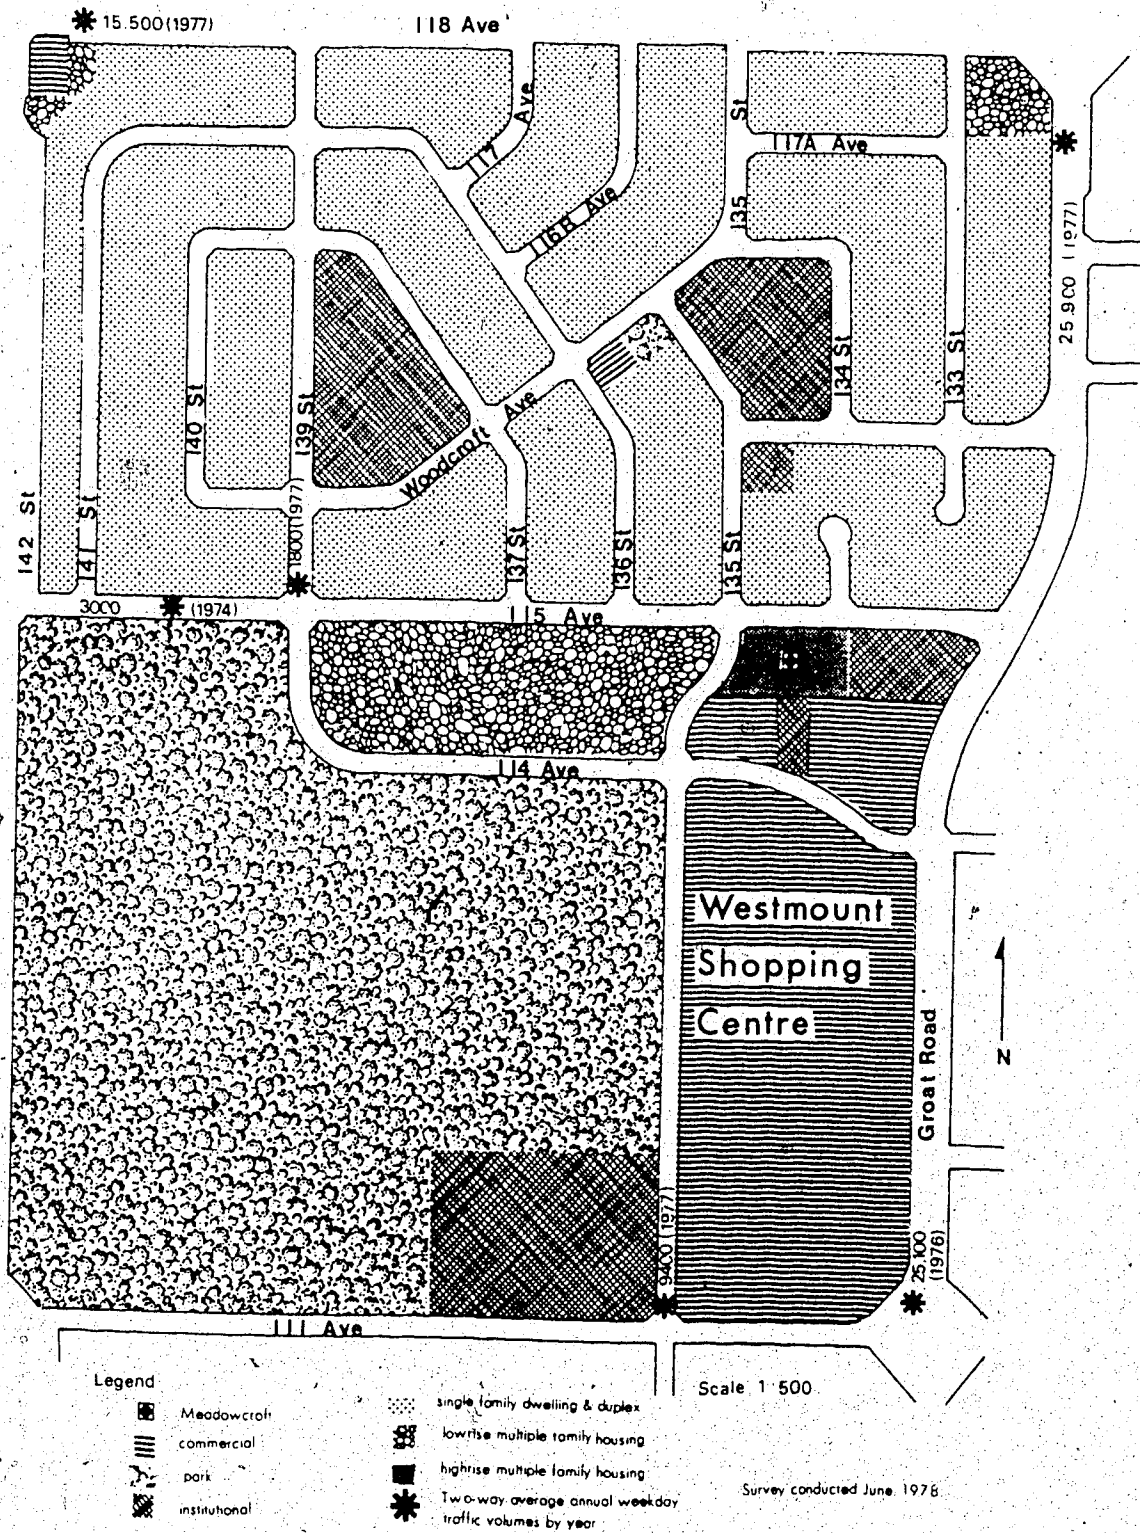 15.500 (1977)
118 Ave
117 Ave
St
117A Ave
116B Ave
135
25.900 (1977)
134 St
133 St
140 St
139 St
Woodcroft Ave
142 St
141 St
1800 (1977)
137 St
136 St
135 St
3000
(1974)
115 Ave
114 Ave
Westmount
Shopping
Centre
Groat Road
N
9400 (1977)
25,100
(1976)
111 Ave
Scale 1:500
Legend
Meadowcroft
commercial
park
institutional
single family dwelling & duplex
lowrise multiple family housing
highrise multiple family housing
Two-way average annual weekday
traffic volumes by year
Survey conducted June, 1978